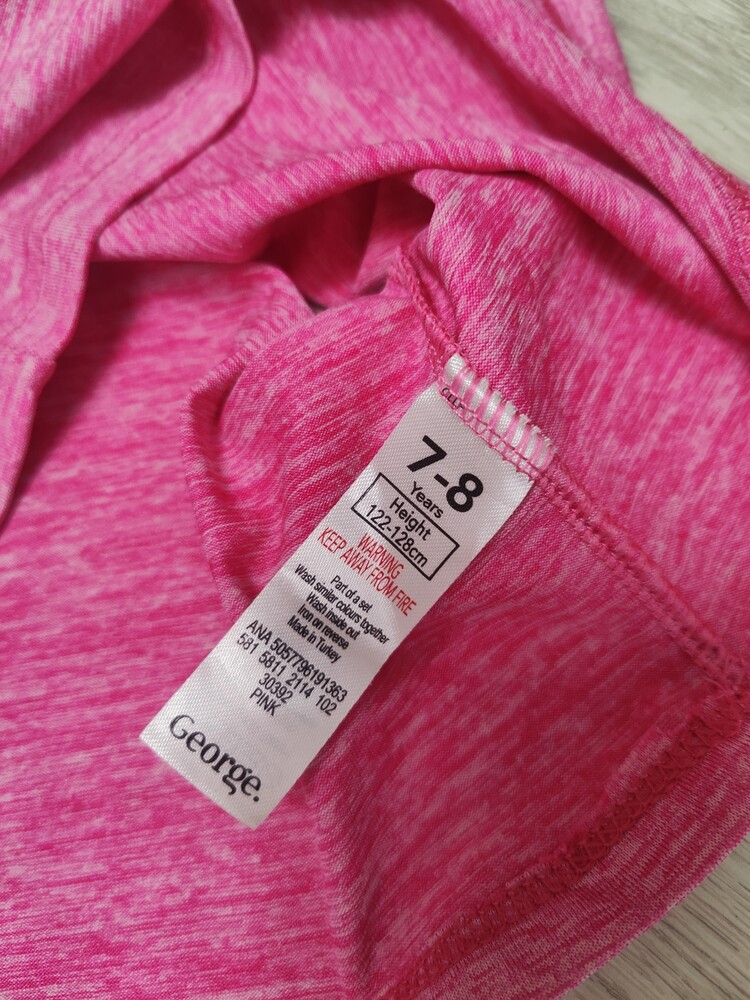 7-8
Years
Height
122-128cm
WARNING
KEEP AWAY FROM FIRE
Part of a set
Wash similar colours together
Wash inside out
Iron on reverse
Made in Turkey
ANA 5057796191363
581 5811 2114 102
30392
PINK
George.